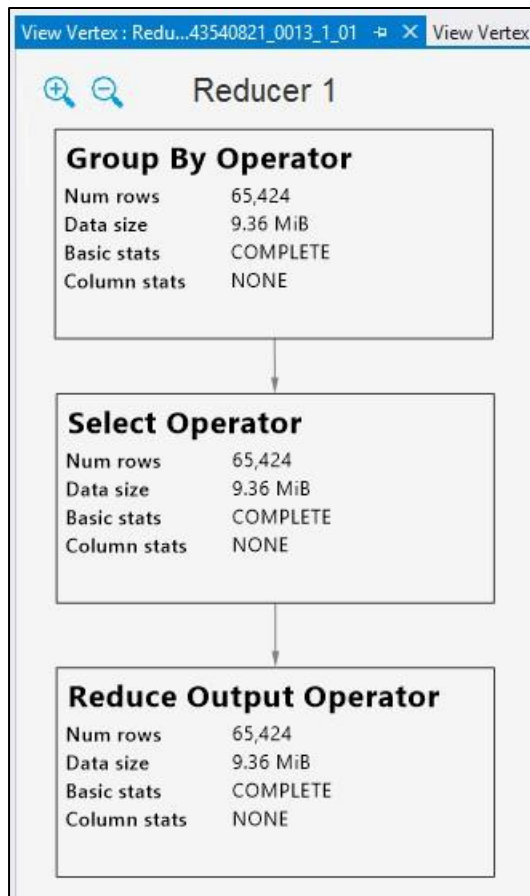 View Vertex : Redu...43540821_0013_1_01 View Vertex
Reducer 1
Group By Operator
Num rows 65,424
Data size 9.36 MiB
Basic stats COMPLETE
Column stats NONE
Select Operator
Num rows 65,424
Data size 9.36 MiB
Basic stats COMPLETE
Column stats NONE
Reduce Output Operator
Num rows 65,424
Data size 9.36 MiB
Basic stats COMPLETE
Column stats NONE